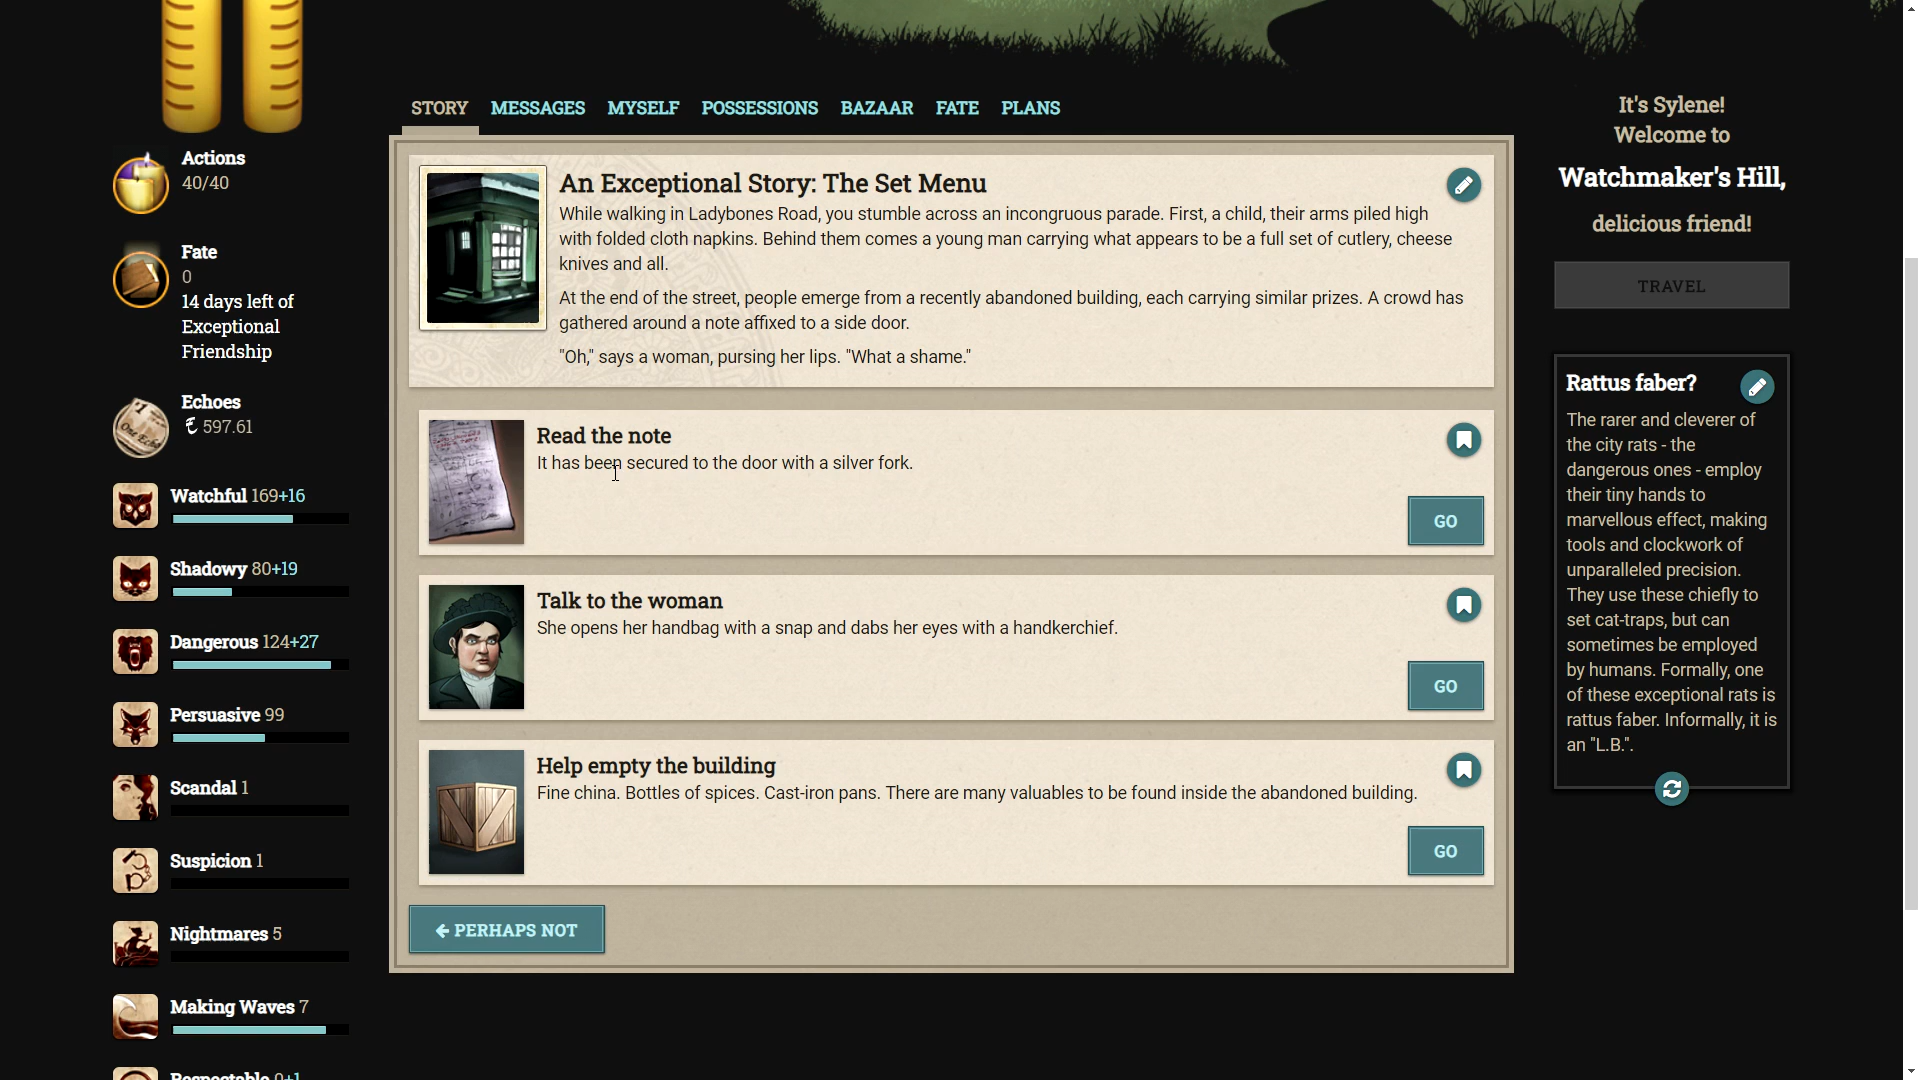 STORY MESSAGES MYSELF POSSESSIONS BAZAAR FATE PLANS
Actions
40/40
Fate
0
14 days left of
Exceptional
Friendship
Echoes
597.61
Watchful 169+16
Shadowy 80+19
Dangerous 124+27
Persuasive 99
Scandal 1
Suspicion 1
Nightmares 5
Making Waves 7
Respectable 0+1
An Exceptional Story: The Set Menu
While walking in Ladybones Road, you stumble across an incongruous parade. First, a child, their arms piled high
with folded cloth napkins. Behind them comes a young man carrying what appears to be a full set of cutlery, cheese
knives and all.
At the end of the street, people emerge from a recently abandoned building, each carrying similar prizes. A crowd has
gathered around a note affixed to a side door.
"Oh," says a woman, pursing her lips. "What a shame."
Read the note
It has been secured to the door with a silver fork.
GO
Talk to the woman
She opens her handbag with a snap and dabs her eyes with a handkerchief.
GO
Help empty the building
Fine china. Bottles of spices. Cast-iron pans. There are many valuables to be found inside the abandoned building.
GO
PERHAPS NOT
It's Sylene!
Welcome to
Watchmaker's Hill,
delicious friend!
TRAVEL
Rattus faber?
The rarer and cleverer of
the city rats - the
dangerous ones - employ
their tiny hands to
marvellous effect, making
tools and clockwork of
unparalleled precision.
They use these chiefly to
set cat-traps, but can
sometimes be employed
by humans. Formally, one
of these exceptional rats is
rattus faber. Informally, it is
an "L.B.".